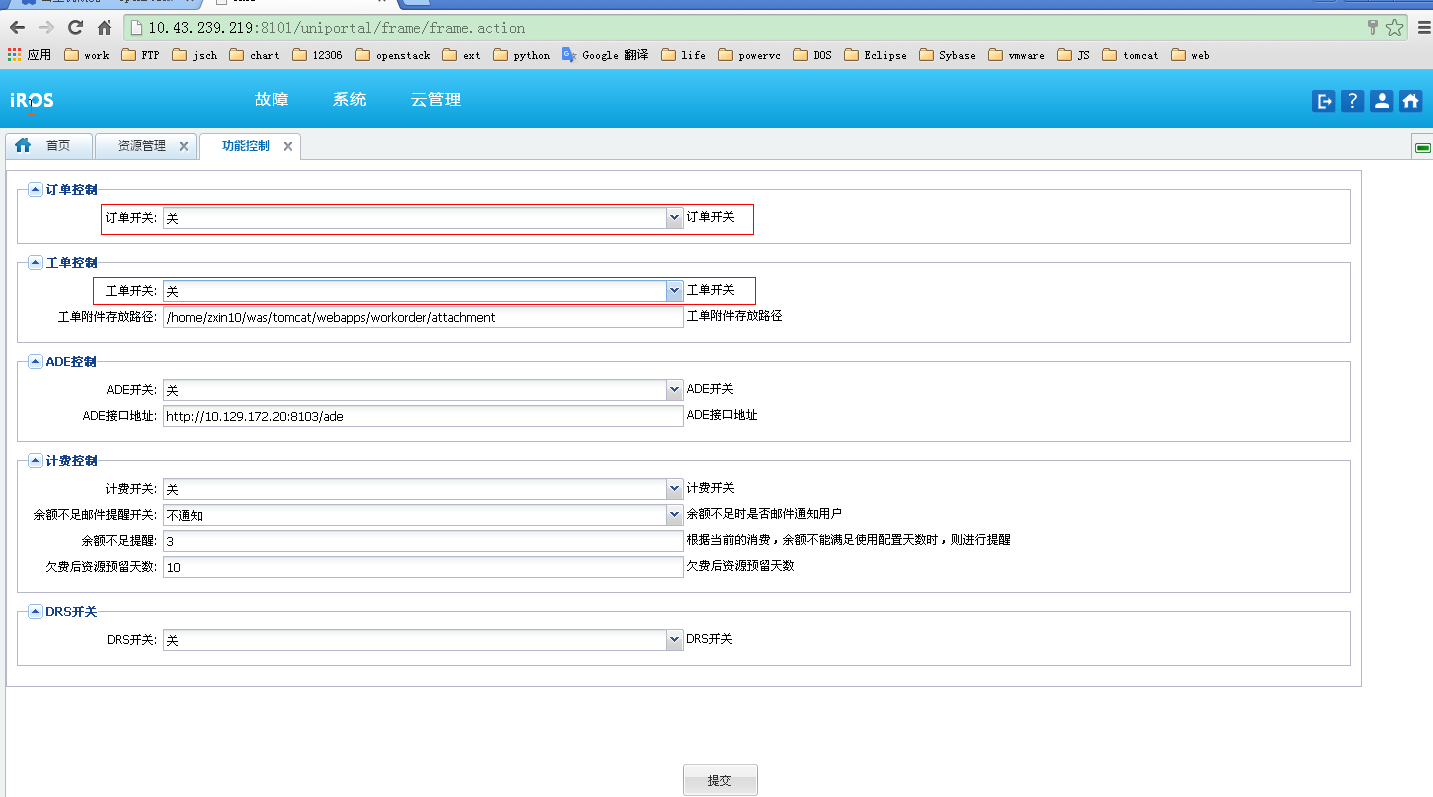 10.43.239.219:8101/uniportal/frame/frame.action
应用 work FTP jsch chart 12306 openstack ext python Google 翻译 life powervc DOS Eclipse Sybase vmware JS tomcat web
iROS 故障 系统 云管理
首页 资源管理 功能控制
订单控制
订单开关: 关 订单开关
工单控制
工单开关: 关 工单开关
工单附件存放路径: /home/zxin10/was/tomcat/webapps/workorder/attachment 工单附件存放路径
ADE控制
ADE开关: 关 ADE开关
ADE接口地址: http://10.129.172.20:8103/ade ADE接口地址
计费控制
计费开关: 关 计费开关
余额不足邮件提醒开关: 不通知 余额不足时是否邮件通知用户
余额不足提醒: 3 根据当前的消费，余额不能满足使用配置天数时，则进行提醒
欠费后资源预留天数: 10 欠费后资源预留天数
DRS开关
DRS开关: 关 DRS开关
提交